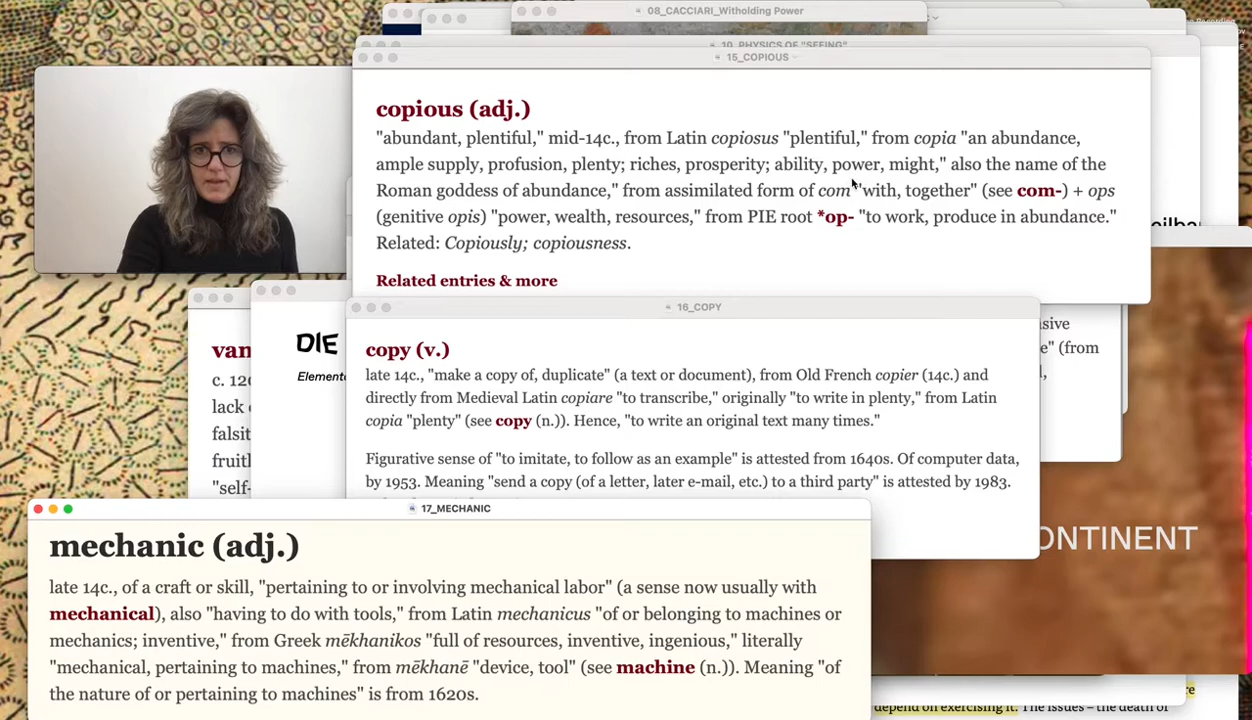 08_CACCIARI_Witholding Power
10_PHYSICS OF "SEEING"
15_COPIOUS
copious (adj.)
"abundant, plentiful," mid-14c., from Latin copiosus "plentiful," from copia "an abundance,
ample supply, profusion, plenty; riches, prosperity; ability, power, might," also the name of the
Roman goddess of abundance," from assimilated form of com "with, together" (see com-) + ops
(genitive opis) "power, wealth, resources," from PIE root *op- "to work, produce in abundance."
Related: Copiously; copiousness.
Related entries & more
16_COPY
copy (v.)
late 14c., "make a copy of, duplicate" (a text or document), from Old French copier (14c.) and
directly from Medieval Latin copiare "to transcribe," originally "to write in plenty," from Latin
copia "plenty" (see copy (n.)). Hence, "to write an original text many times."
Figurative sense of "to imitate, to follow as an example" is attested from 1640s. Of computer data,
by 1953. Meaning "send a copy (of a letter, later e-mail, etc.) to a third party" is attested by 1983.
DIE
Elemente
van
c. 12
lack
falsit
fruit
"self-
e" (from
ONTINENT
17_MECHANIC
mechanic (adj.)
late 14c., of a craft or skill, "pertaining to or involving mechanical labor" (a sense now usually with
mechanical), also "having to do with tools," from Latin mechanicus "of or belonging to machines or
mechanics; inventive," from Greek mēkhanikos "full of resources, inventive, ingenious," literally
"mechanical, pertaining to machines," from mēkhanē "device, tool" (see machine (n.)). Meaning "of
the nature of or pertaining to machines" is from 1620s.
depend on exercising it. The issues – the death of